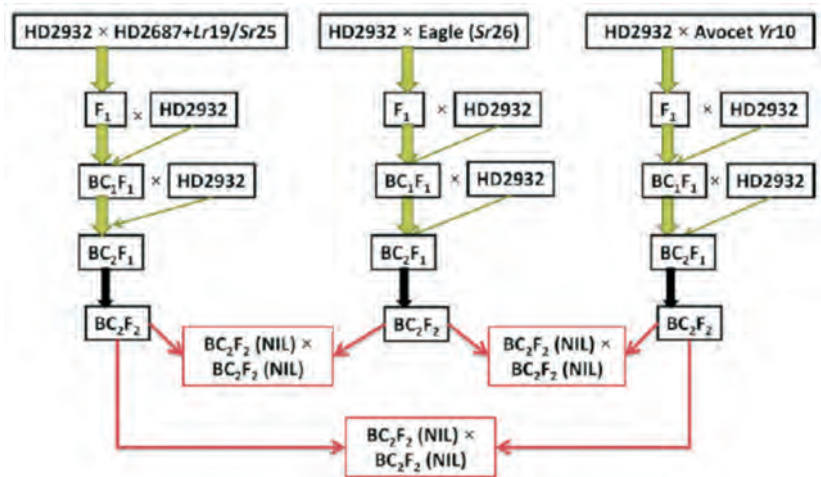 HD2932 × HD2687+Lr19/Sr25
HD2932 × Eagle (Sr26)
HD2932 × Avocet Yr10
F₁ × HD2932
F₁ × HD2932
F₁ × HD2932
BC₁F₁ × HD2932
BC₁F₁ × HD2932
BC₁F₁ × HD2932
BC₂F₁
BC₂F₁
BC₂F₁
BC₂F₂
BC₂F₂
BC₂F₂
BC₂F₂ (NIL) ×
BC₂F₂ (NIL)
BC₂F₂ (NIL) ×
BC₂F₂ (NIL)
BC₂F₂ (NIL) ×
BC₂F₂ (NIL)